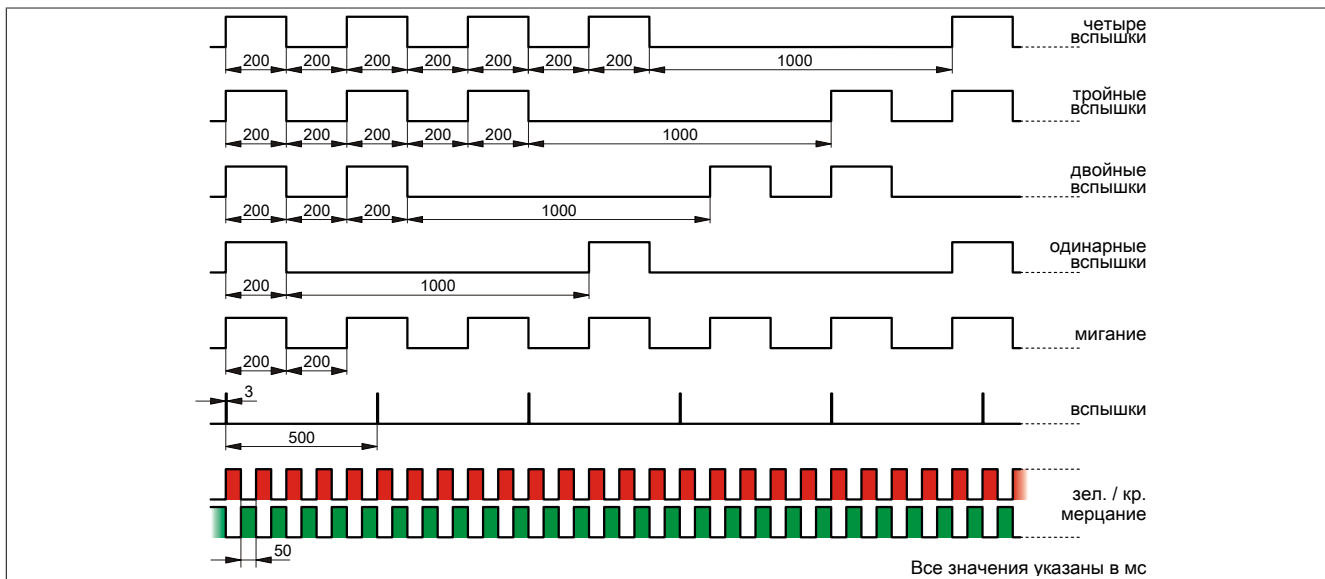 четыре
вспышки
200 200 200 200 200 200 200 1000
тройные
вспышки
200 200 200 200 200 1000
двойные
вспышки
200 200 200 1000
одинарные
вспышки
200 1000
мигание
200 200
3
вспышки
500
зел. / кр.
мерцание
50
Все значения указаны в мс